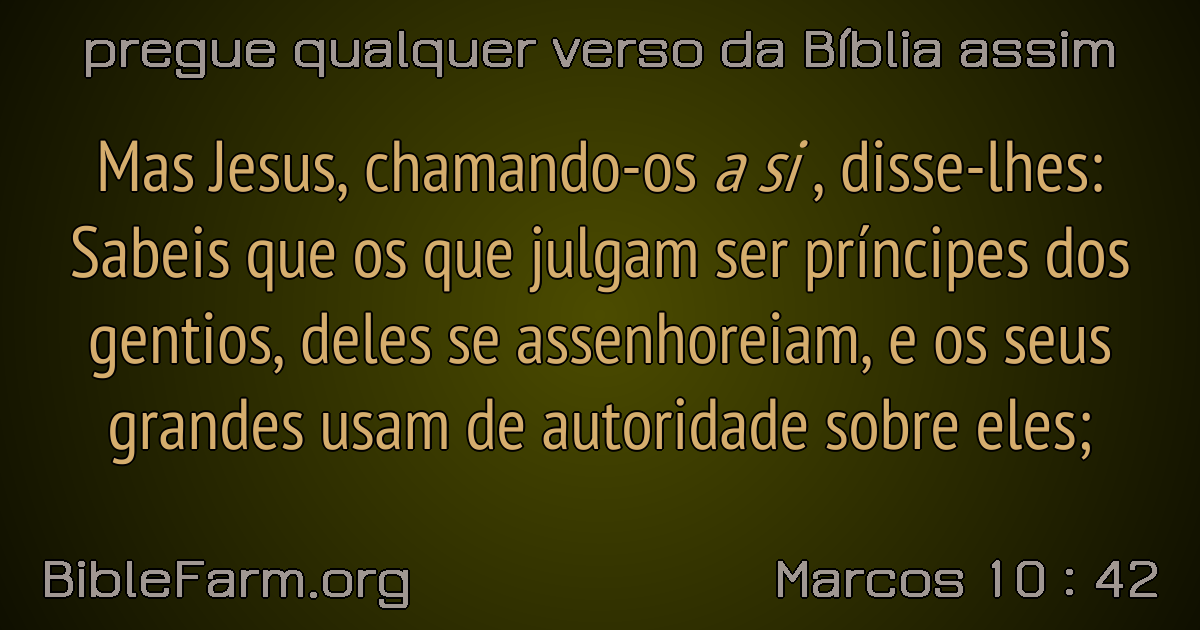 pregue qualquer verso da Bíblia assim
Mas Jesus, chamando-os a si , disse-lhes:
Sabeis que os que julgam ser príncipes dos
gentios, deles se assenhoreiam, e os seus
grandes usam de autoridade sobre eles;
BibleFarm.org
Marcos 10 : 42